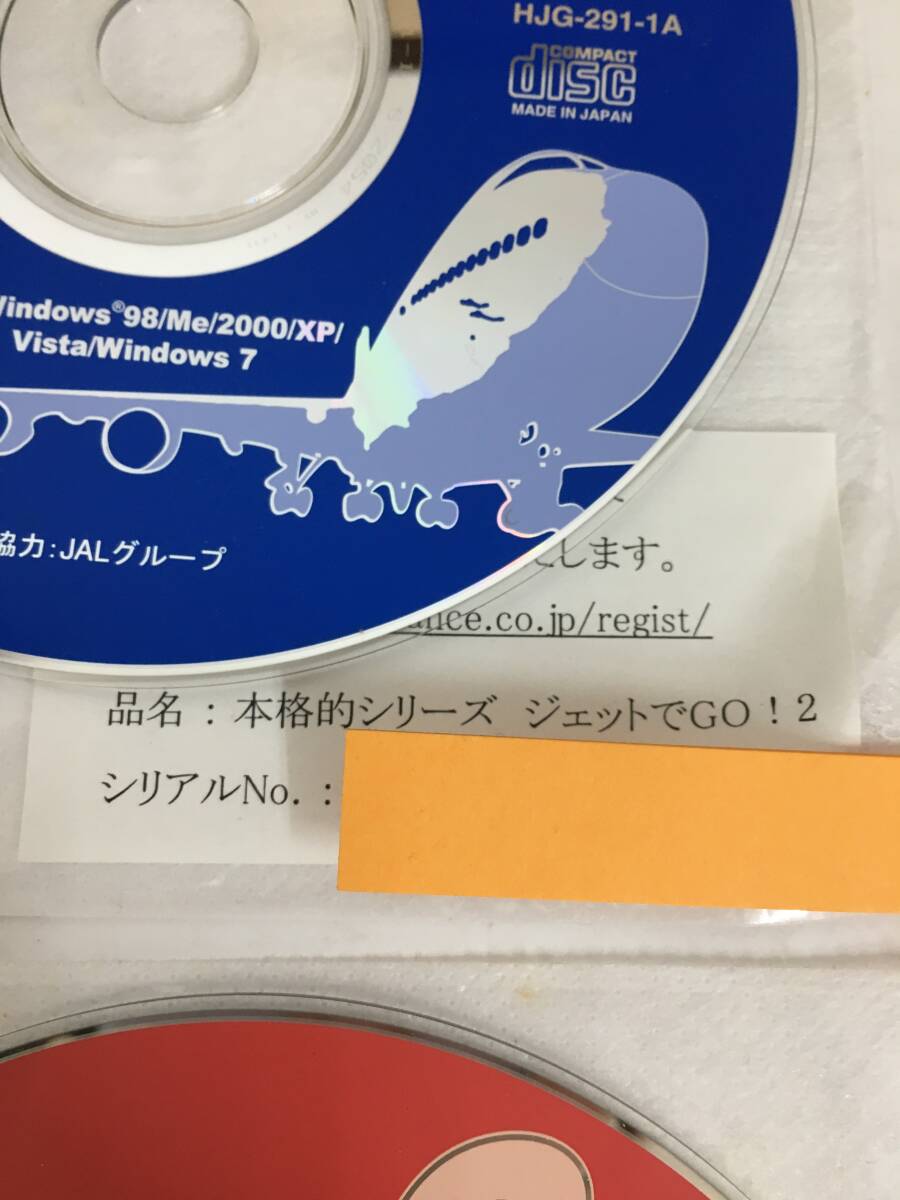 HJG-291-1A
COMPACT
disc
MADE IN JAPAN
Windows®98/Me/2000/XP/
Vista/Windows 7
協力:JALグループ
たします。
ance.co.jp/regist/
品名：本格的シリーズ ジェットでGO！2
シリアルNo.：